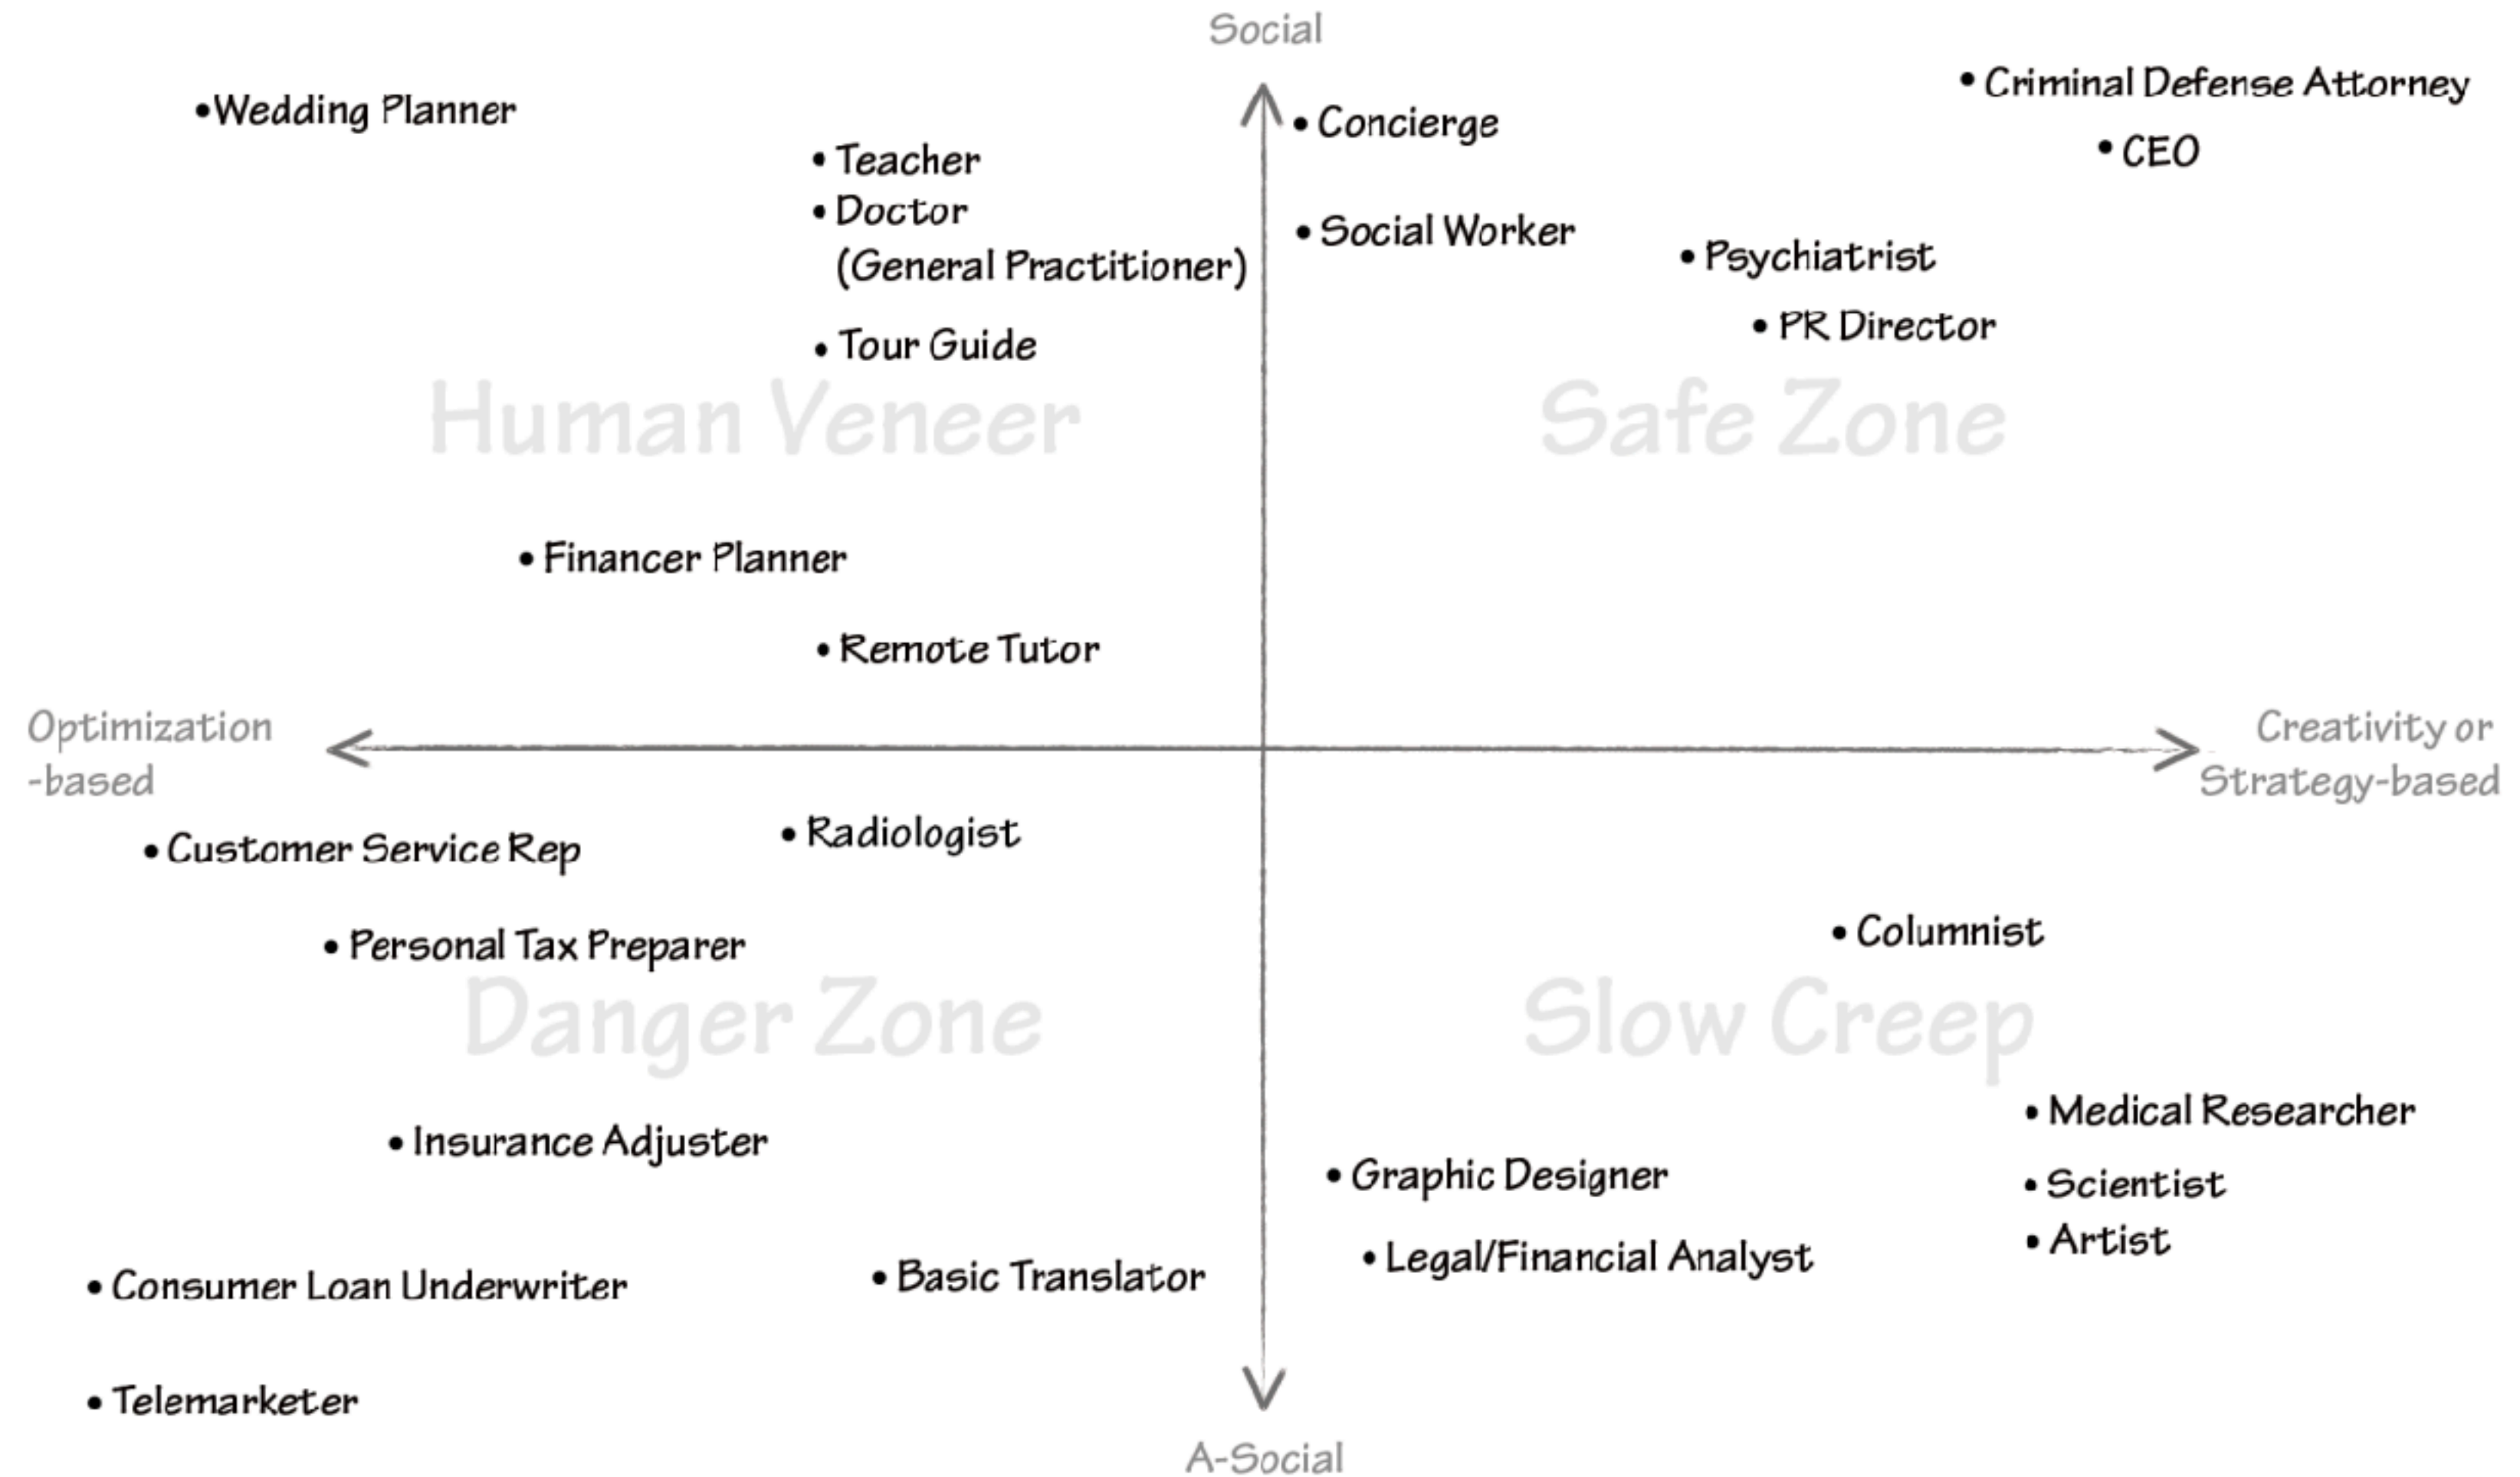 Social
•Wedding Planner
• Teacher
• Doctor
(General Practitioner)
• Tour Guide
Human Veneer
• Financer Planner
• Remote Tutor
• Concierge
• Social Worker
• Criminal Defense Attorney
• CEO
• Psychiatrist
• PR Director
Safe Zone
Optimization
-based
Creativity or
Strategy-based
• Customer Service Rep
• Radiologist
• Personal Tax Preparer
Danger Zone
• Insurance Adjuster
• Consumer Loan Underwriter
• Basic Translator
• Telemarketer
• Columnist
Slow Creep
• Medical Researcher
• Graphic Designer
• Scientist
• Artist
• Legal/Financial Analyst
A-Social